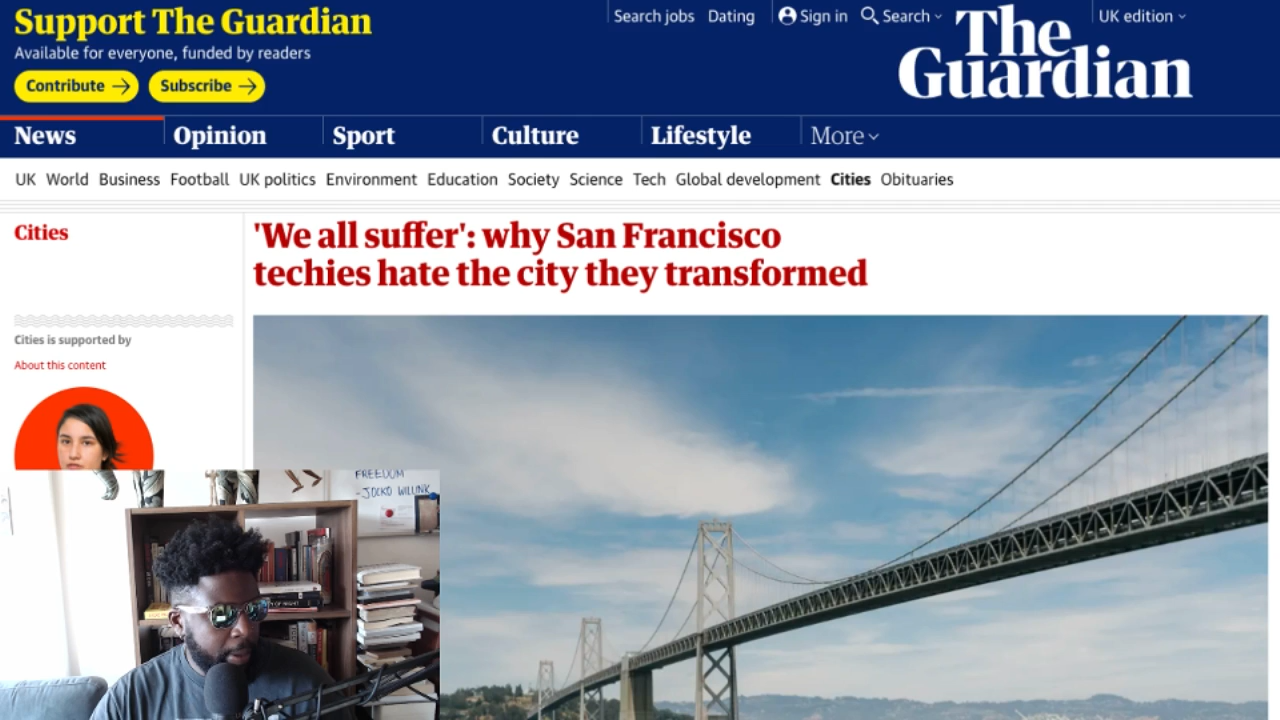 Support The Guardian
Available for everyone, funded by readers
Contribute → Subscribe →
Search jobs Dating Sign in Search UK edition
The
Guardian
News Opinion Sport Culture Lifestyle More
UK World Business Football UK politics Environment Education Society Science Tech Global development Cities Obituaries
Cities
'We all suffer': why San Francisco
techies hate the city they transformed
Cities is supported by
About this content
FREEDOM
-JOCKO WILLINK
OF NIGHT